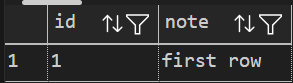 id note
1 1 first row